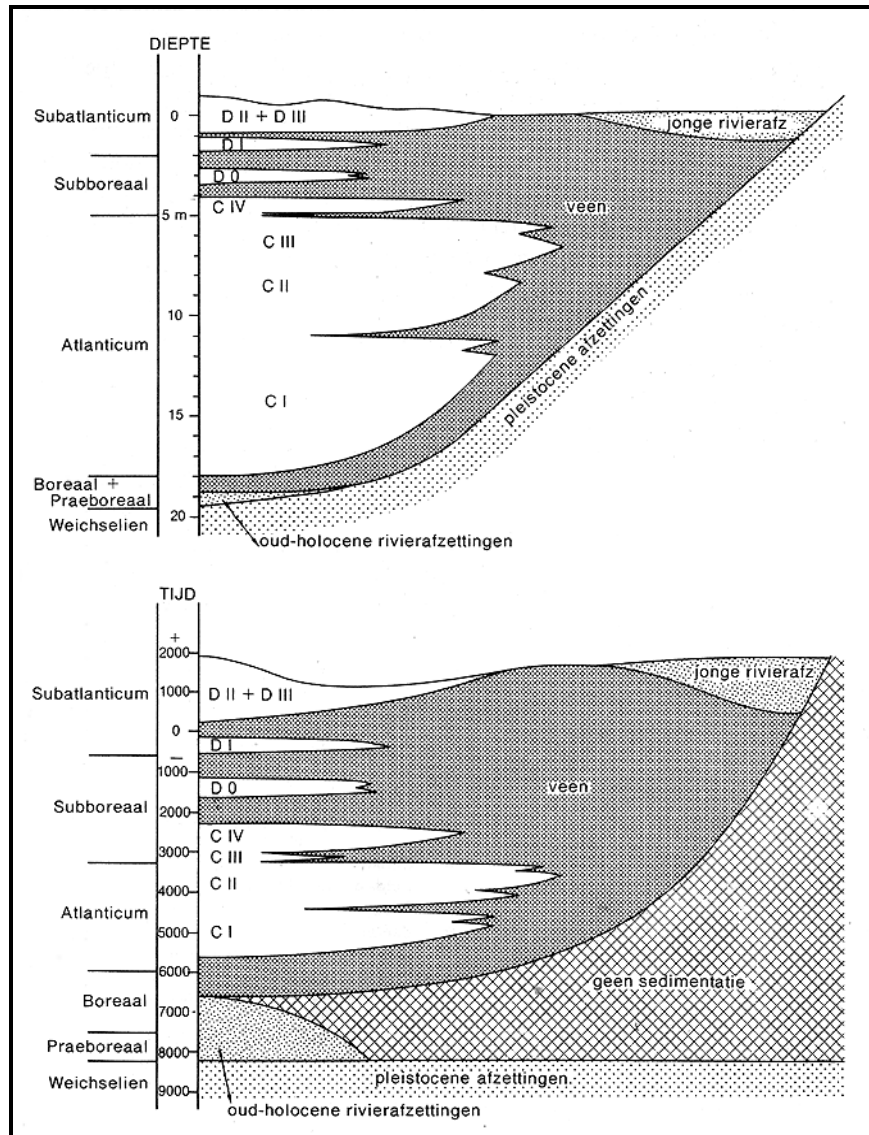 DIEPTE
Subatlanticum
0
D II + D III
jonge rivierafz
D I
Subboreaal
D 0
veen
C IV
5 m
C III
C II
10
pleistocene afzettingen
Atlanticum
C I
15
Boreaal +
Praeboreaal
Weichselien
20
oud-holocene rivierafzettingen
TIJD
+
2000
jonge rivierafz
Subatlanticum
1000
D II + D III
0
D I
–
1000
D 0
veen
Subboreaal
2000
C IV
3000
C III
C II
4000
Atlanticum
C I
5000
6000
geen sedimentatie
Boreaal
7000
Praeboreaal
8000
Weichselien
pleistocene afzettingen.
9000
oud-holocene rivierafzettingen